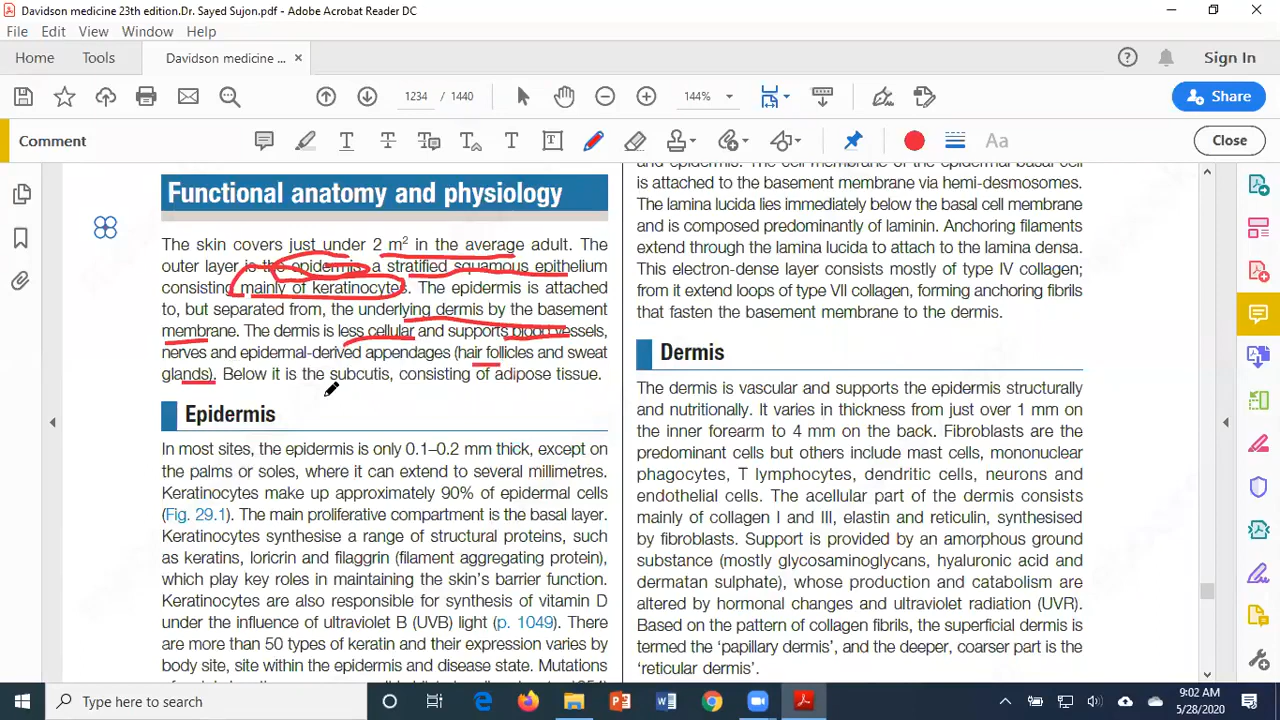 Davidson medicine 23th edition.Dr. Sayed Sujon.pdf - Adobe Acrobat Reader DC
File Edit View Window Help
Home Tools Davidson medicine ... × Sign In
1234 / 1440 144% Share
Comment Close
Functional anatomy and physiology
The skin covers just under 2 m² in the average adult. The
outer layer is the epidermis, a stratified squamous epithelium
consisting mainly of keratinocytes. The epidermis is attached
to, but separated from, the underlying dermis by the basement
membrane. The dermis is less cellular and supports blood vessels,
nerves and epidermal-derived appendages (hair follicles and sweat
glands). Below it is the subcutis, consisting of adipose tissue.
Epidermis
In most sites, the epidermis is only 0.1–0.2 mm thick, except on
the palms or soles, where it can extend to several millimetres.
Keratinocytes make up approximately 90% of epidermal cells
(Fig. 29.1). The main proliferative compartment is the basal layer.
Keratinocytes synthesise a range of structural proteins, such
as keratins, loricrin and filaggrin (filament aggregating protein),
which play key roles in maintaining the skin's barrier function.
Keratinocytes are also responsible for synthesis of vitamin D
under the influence of ultraviolet B (UVB) light (p. 1049). There
are more than 50 types of keratin and their expression varies by
body site, site within the epidermis and disease state. Mutations
and epidermis. The cell membrane of the epidermal basal cell
is attached to the basement membrane via hemi-desmosomes.
The lamina lucida lies immediately below the basal cell membrane
and is composed predominantly of laminin. Anchoring filaments
extend through the lamina lucida to attach to the lamina densa.
This electron-dense layer consists mostly of type IV collagen;
from it extend loops of type VII collagen, forming anchoring fibrils
that fasten the basement membrane to the dermis.
Dermis
The dermis is vascular and supports the epidermis structurally
and nutritionally. It varies in thickness from just over 1 mm on
the inner forearm to 4 mm on the back. Fibroblasts are the
predominant cells but others include mast cells, mononuclear
phagocytes, T lymphocytes, dendritic cells, neurons and
endothelial cells. The acellular part of the dermis consists
mainly of collagen I and III, elastin and reticulin, synthesised
by fibroblasts. Support is provided by an amorphous ground
substance (mostly glycosaminoglycans, hyaluronic acid and
dermatan sulphate), whose production and catabolism are
altered by hormonal changes and ultraviolet radiation (UVR).
Based on the pattern of collagen fibrils, the superficial dermis is
termed the 'papillary dermis', and the deeper, coarser part is the
'reticular dermis'.
Type here to search
9:02 AM
5/28/2020